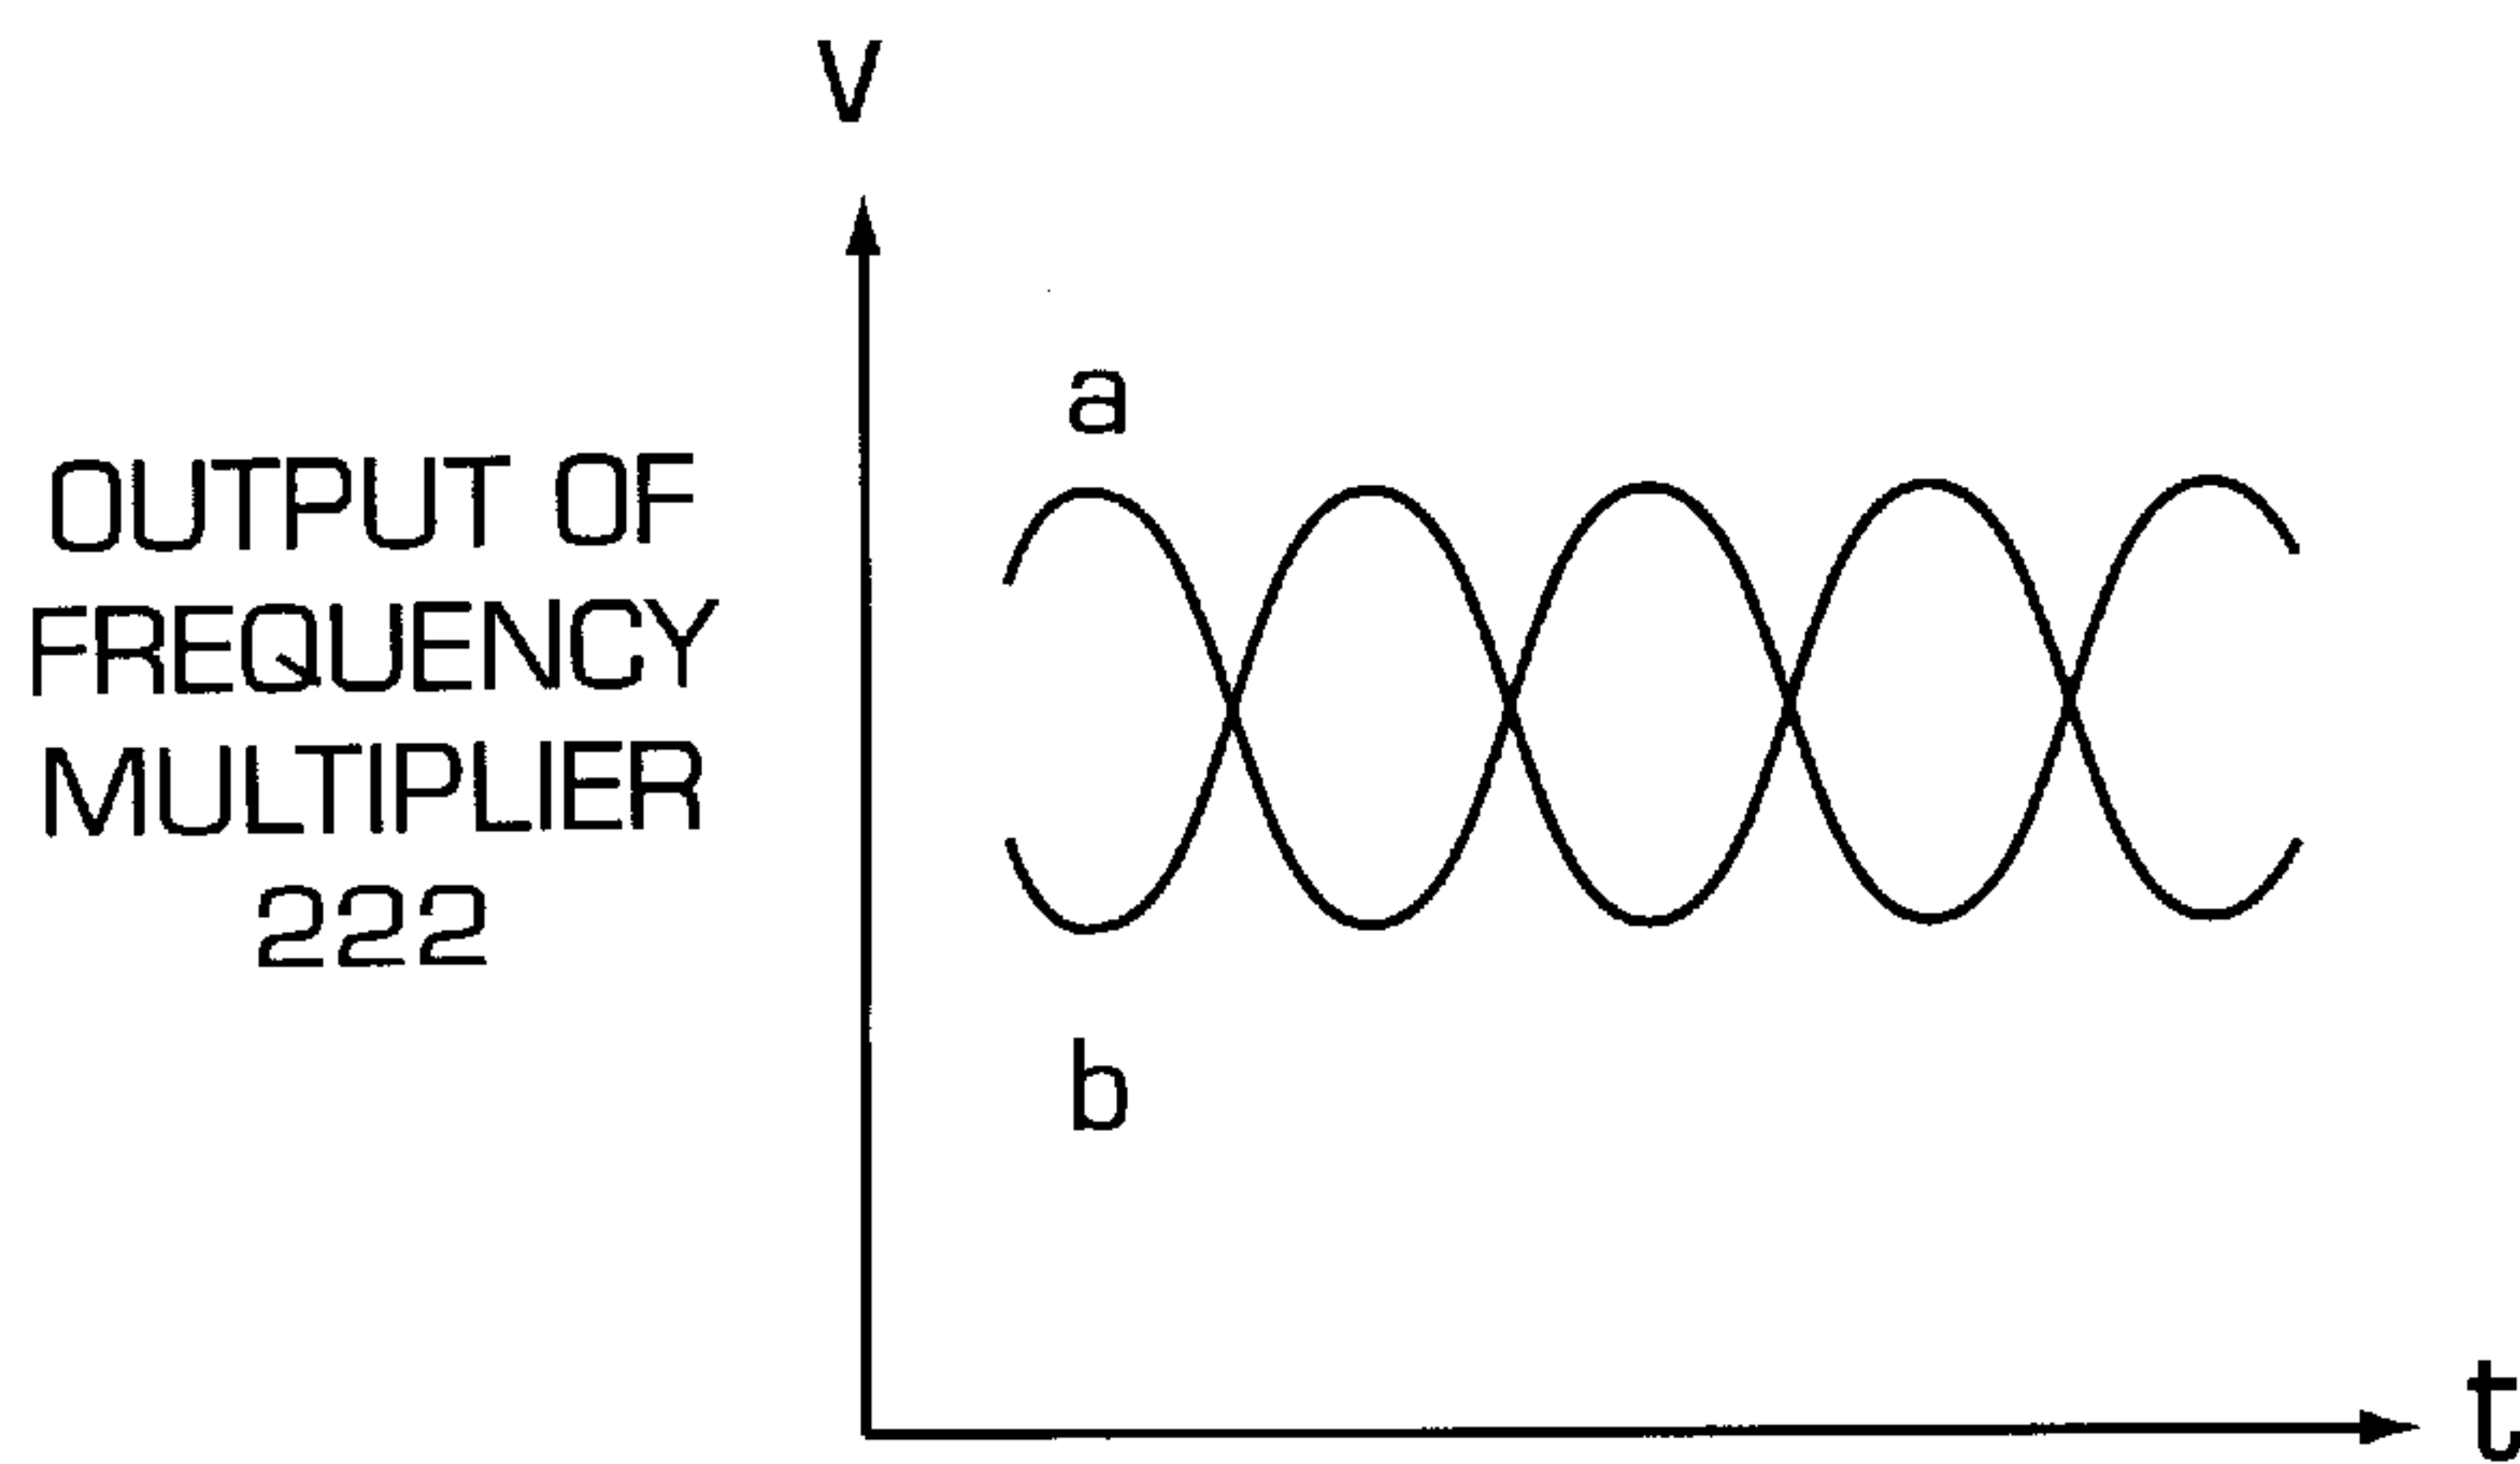 V
a
OUTPUT OF
FREQUENCY
MULTIPLIER
222
b
t